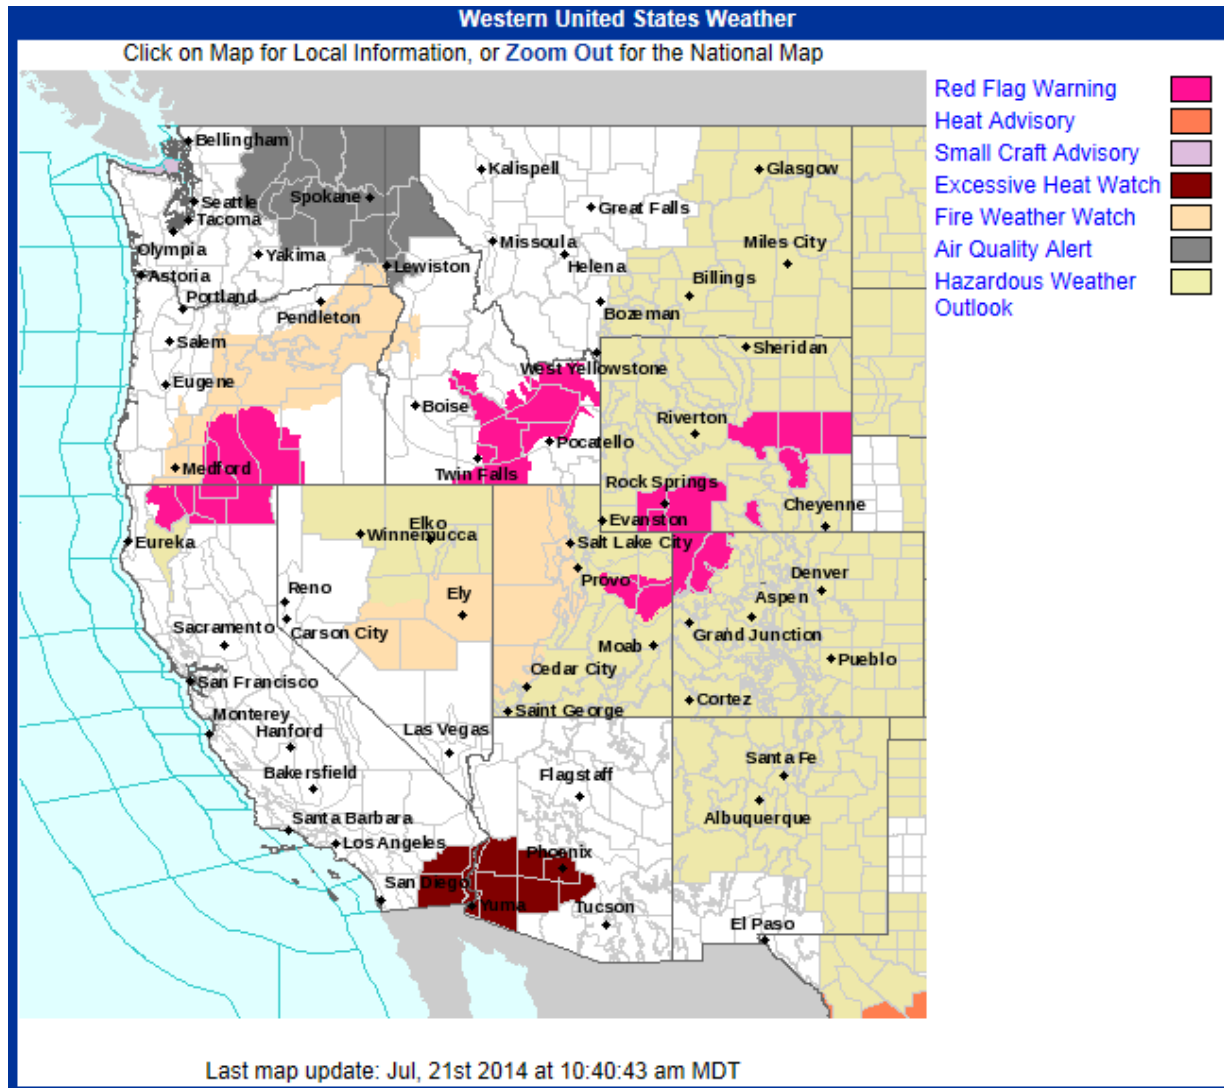 Western United States Weather
Click on Map for Local Information, or Zoom Out for the National Map
Red Flag Warning
Heat Advisory
Small Craft Advisory
Excessive Heat Watch
Fire Weather Watch
Air Quality Alert
Hazardous Weather
Outlook
Bellingham
Kalispell
Glasgow
Spokane
Seattle
Great Falls
Tacoma
Olympia
Yakima
Missoula
Miles City
Helena
Lewiston
Astoria
Billings
Portland
Pendleton
Bozeman
Salem
Sheridan
West Yellowstone
Eugene
Boise
Riverton
Pocatello
Medford
Twin Falls
Rock Springs
Cheyenne
Elko
Evanston
Winnemucca
Eureka
Salt Lake City
Provo
Denver
Reno
Ely
Aspen
Sacramento
Carson City
Grand Junction
Moab
Pueblo
Cedar City
San Francisco
Cortez
Saint George
Monterey
Hanford
Las Vegas
Santa Fe
Bakersfield
Flagstaff
Albuquerque
Santa Barbara
Los Angeles
Phoenix
San Diego
Yuma
Tucson
El Paso
Last map update: Jul, 21st 2014 at 10:40:43 am MDT